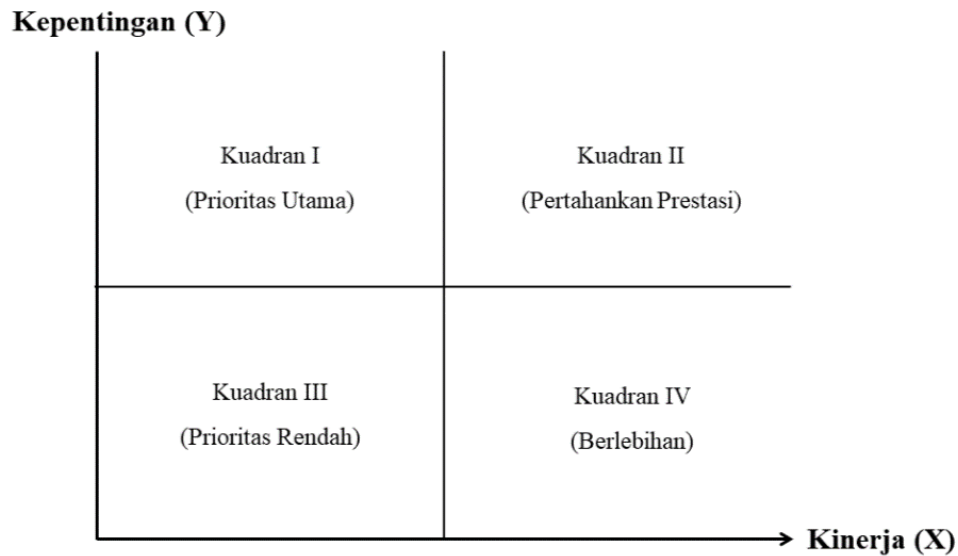 Kepentingan (Y)
Kuadran I
(Prioritas Utama)
Kuadran II
(Pertahankan Prestasi)
Kuadran III
(Prioritas Rendah)
Kuadran IV
(Berlebihan)
Kinerja (X)